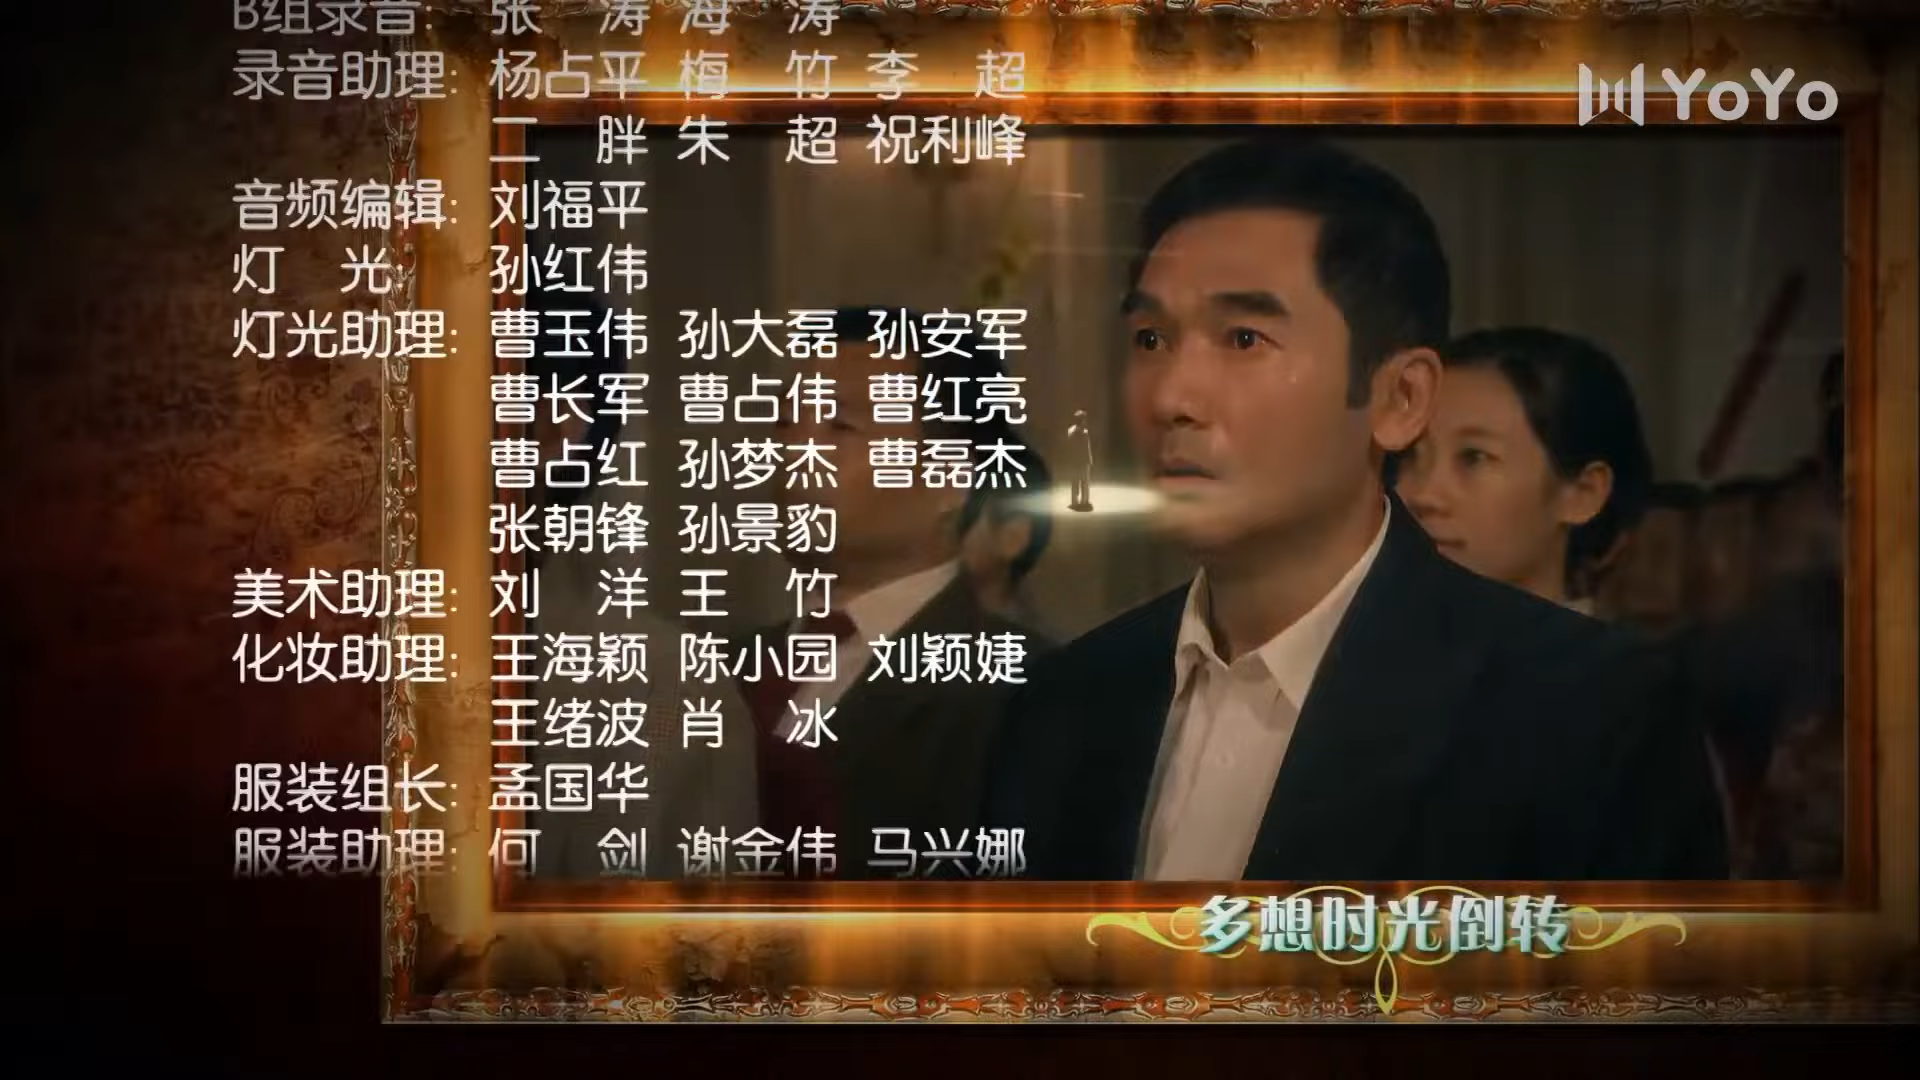 B组录音: 张 涛 海 涛
录音助理: 杨占平 梅 竹 李 超
二 胖 朱 超 祝利峰
音频编辑: 刘福平
灯 光: 孙红伟
灯光助理: 曹玉伟 孙大磊 孙安军
曹长军 曹占伟 曹红亮
曹占红 孙梦杰 曹磊杰
张朝锋 孙景豹
美术助理: 刘 洋 王 竹
化妆助理: 王海颖 陈小园 刘颖婕
王绪波 肖 冰
服装组长: 孟国华
服装助理: 何 剑 谢金伟 马兴娜
YoYo
多想时光倒转